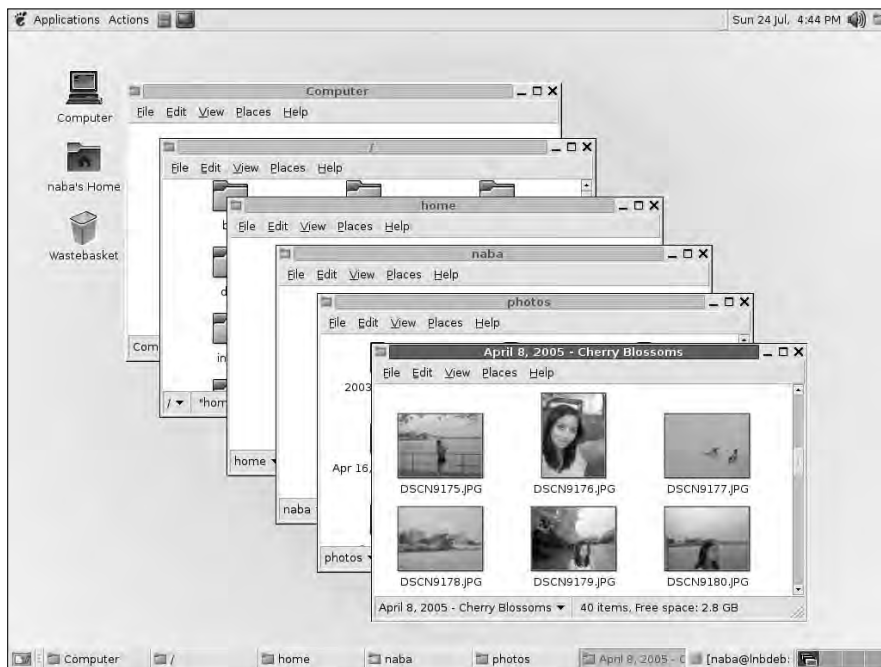 Applications Actions
Sun 24 Jul, 4:44 PM
Computer
naba's Home
Wastebasket
Computer
File Edit View Places Help
Com
/
File Edit View Places Help
b
d
in
/ "hom
home
File Edit View Places Help
home
naba
File Edit View Places Help
naba
photos
File Edit View Places Help
2003
Apr 16,
photos
April 8, 2005 - Cherry Blossoms
File Edit View Places Help
DSCN9175.JPG DSCN9176.JPG DSCN9177.JPG
DSCN9178.JPG DSCN9179.JPG DSCN9180.JPG
April 8, 2005 - Cherry Blossoms 40 items, Free space: 2.8 GB
Computer / home naba photos April 8, 2005 - C [naba@lnbdeb: